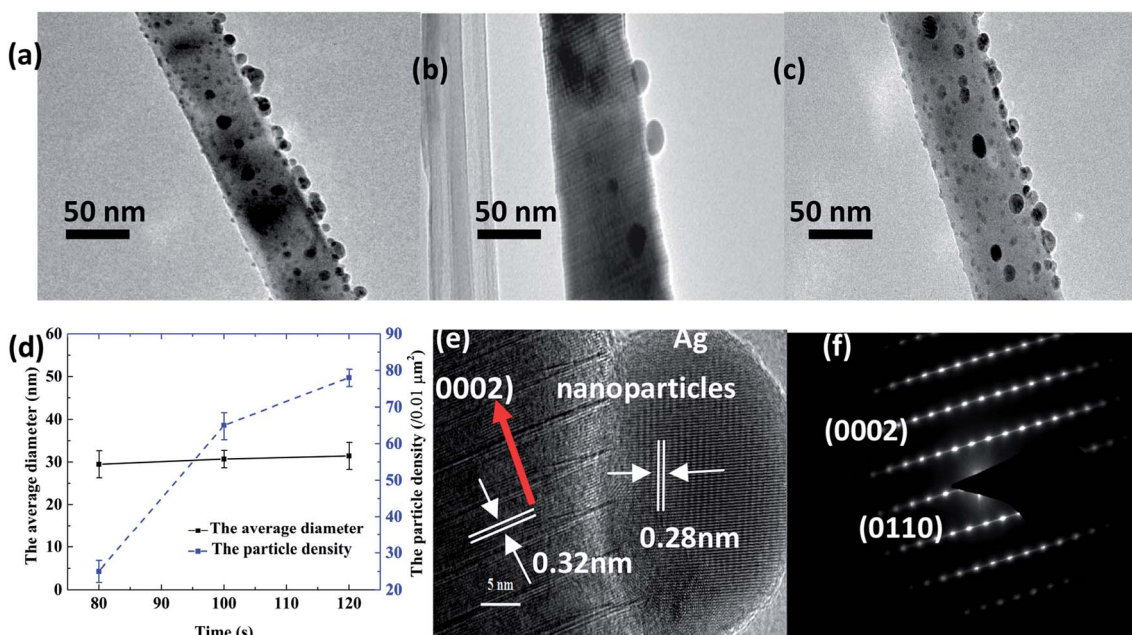 (a)
(b)
(c)
50 nm
50 nm
50 nm
(d)
60
50
40
30
20
10
0
The average diameter (nm)
90
80
70
60
50
40
30
20
The particle density (/0.01 μm²)
The average diameter
The particle density
80
90
100
110
120
Time (s)
(e)
Ag
nanoparticles
0002)
0.28nm
0.32nm
5 nm
(f)
(0002)
(0110)